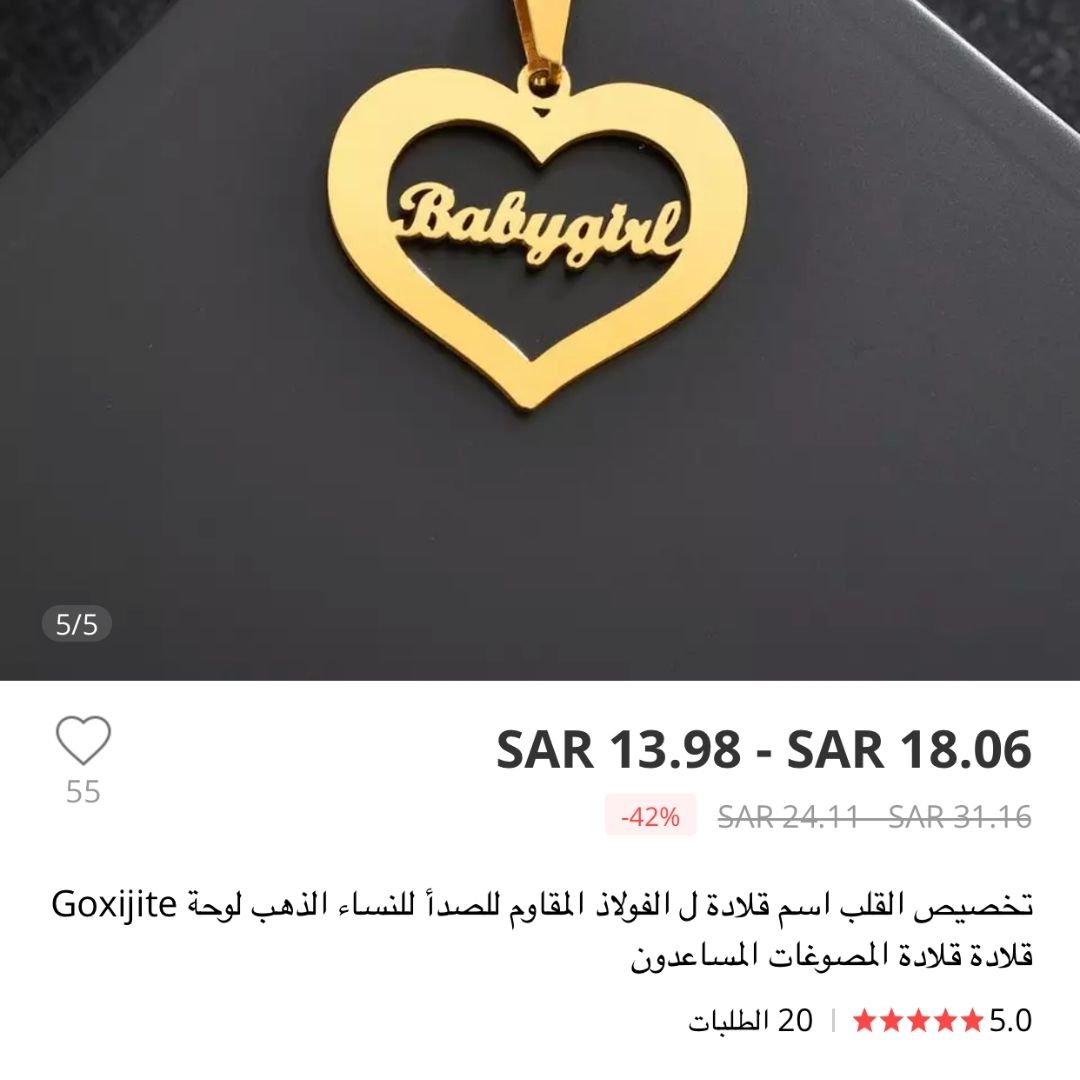 Babygirl
5/5
SAR 13.98 - SAR 18.06
55
-42% SAR 24.11 - SAR 31.16
تخصيص القلب اسم قلادة ل الفولاذ المقاوم للصدأ للنساء الذهب لوحة Goxijite
قلادة قلادة المصوغات المساعدون
5.0 | 20 الطلبات